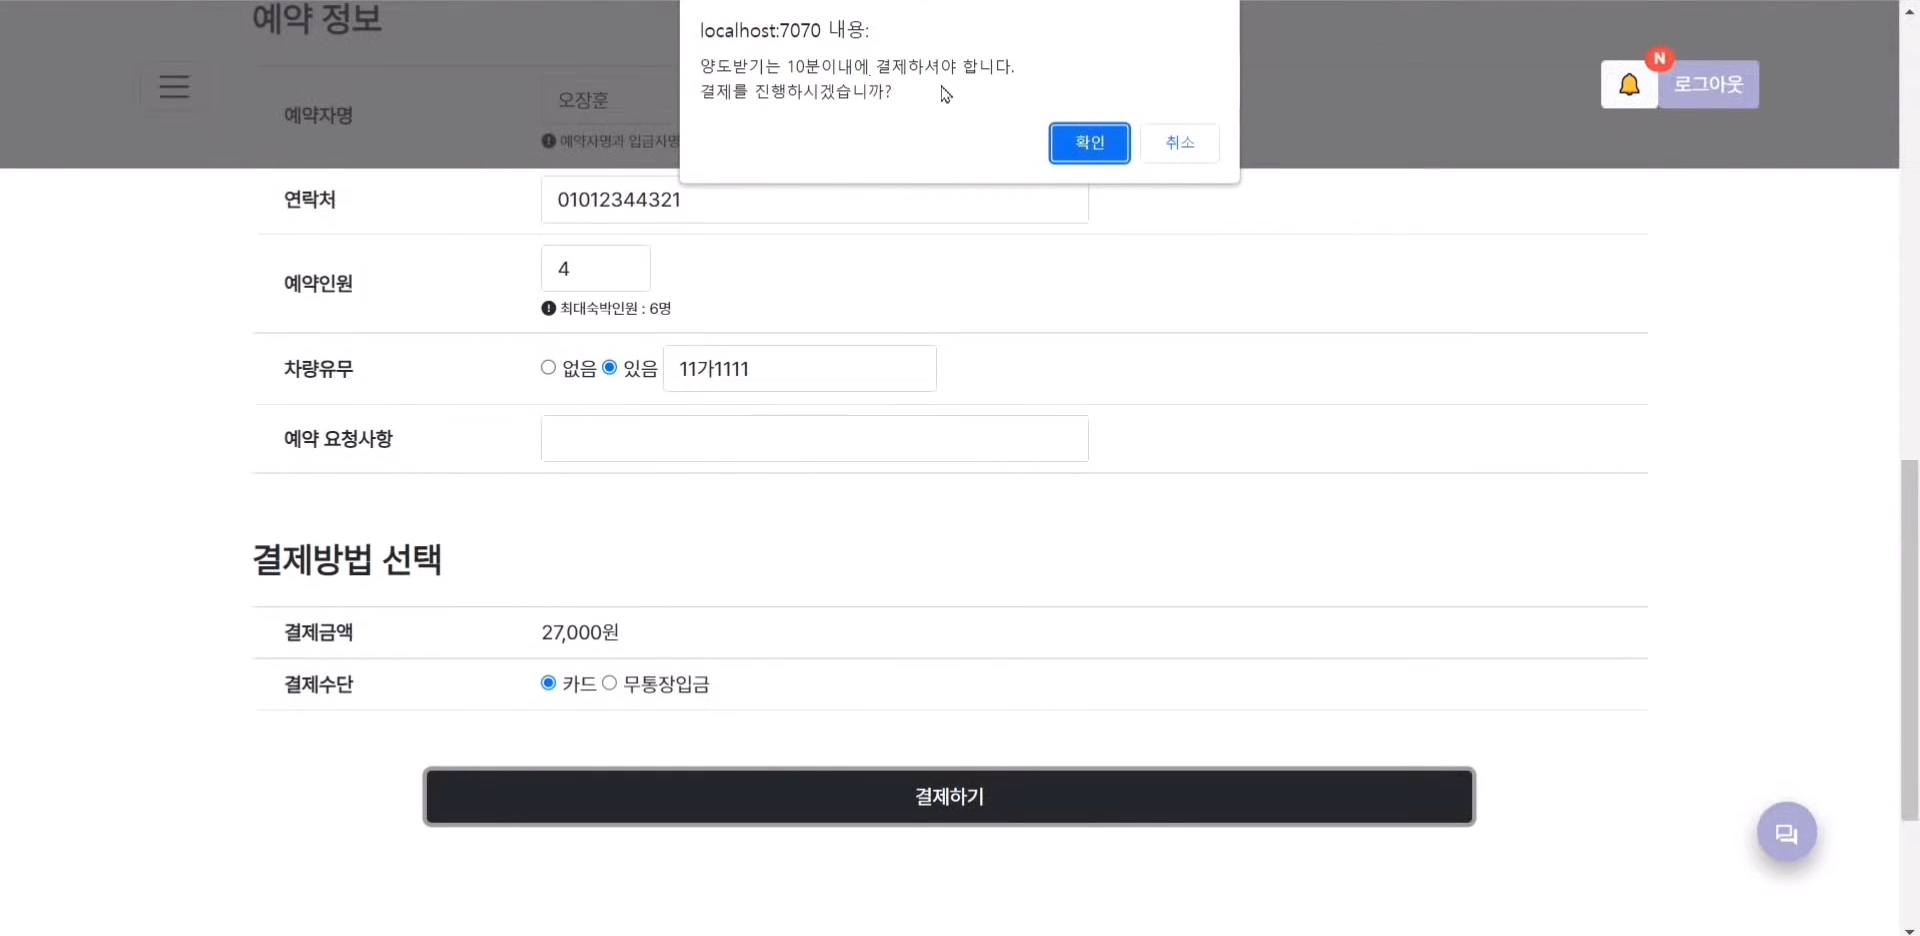 예약 정보
localhost:7070 내용:
양도받기는 10분이내에 결제하셔야 합니다.
결제를 진행하시겠습니까?
확인
취소
N
로그아웃
예약자명
오장훈
예약자명과 입금자명
연락처
01012344321
예약인원
4
최대숙박인원 : 6명
차량유무
없음 있음 11가1111
예약 요청사항
결제방법 선택
결제금액
27,000원
결제수단
카드 무통장입금
결제하기